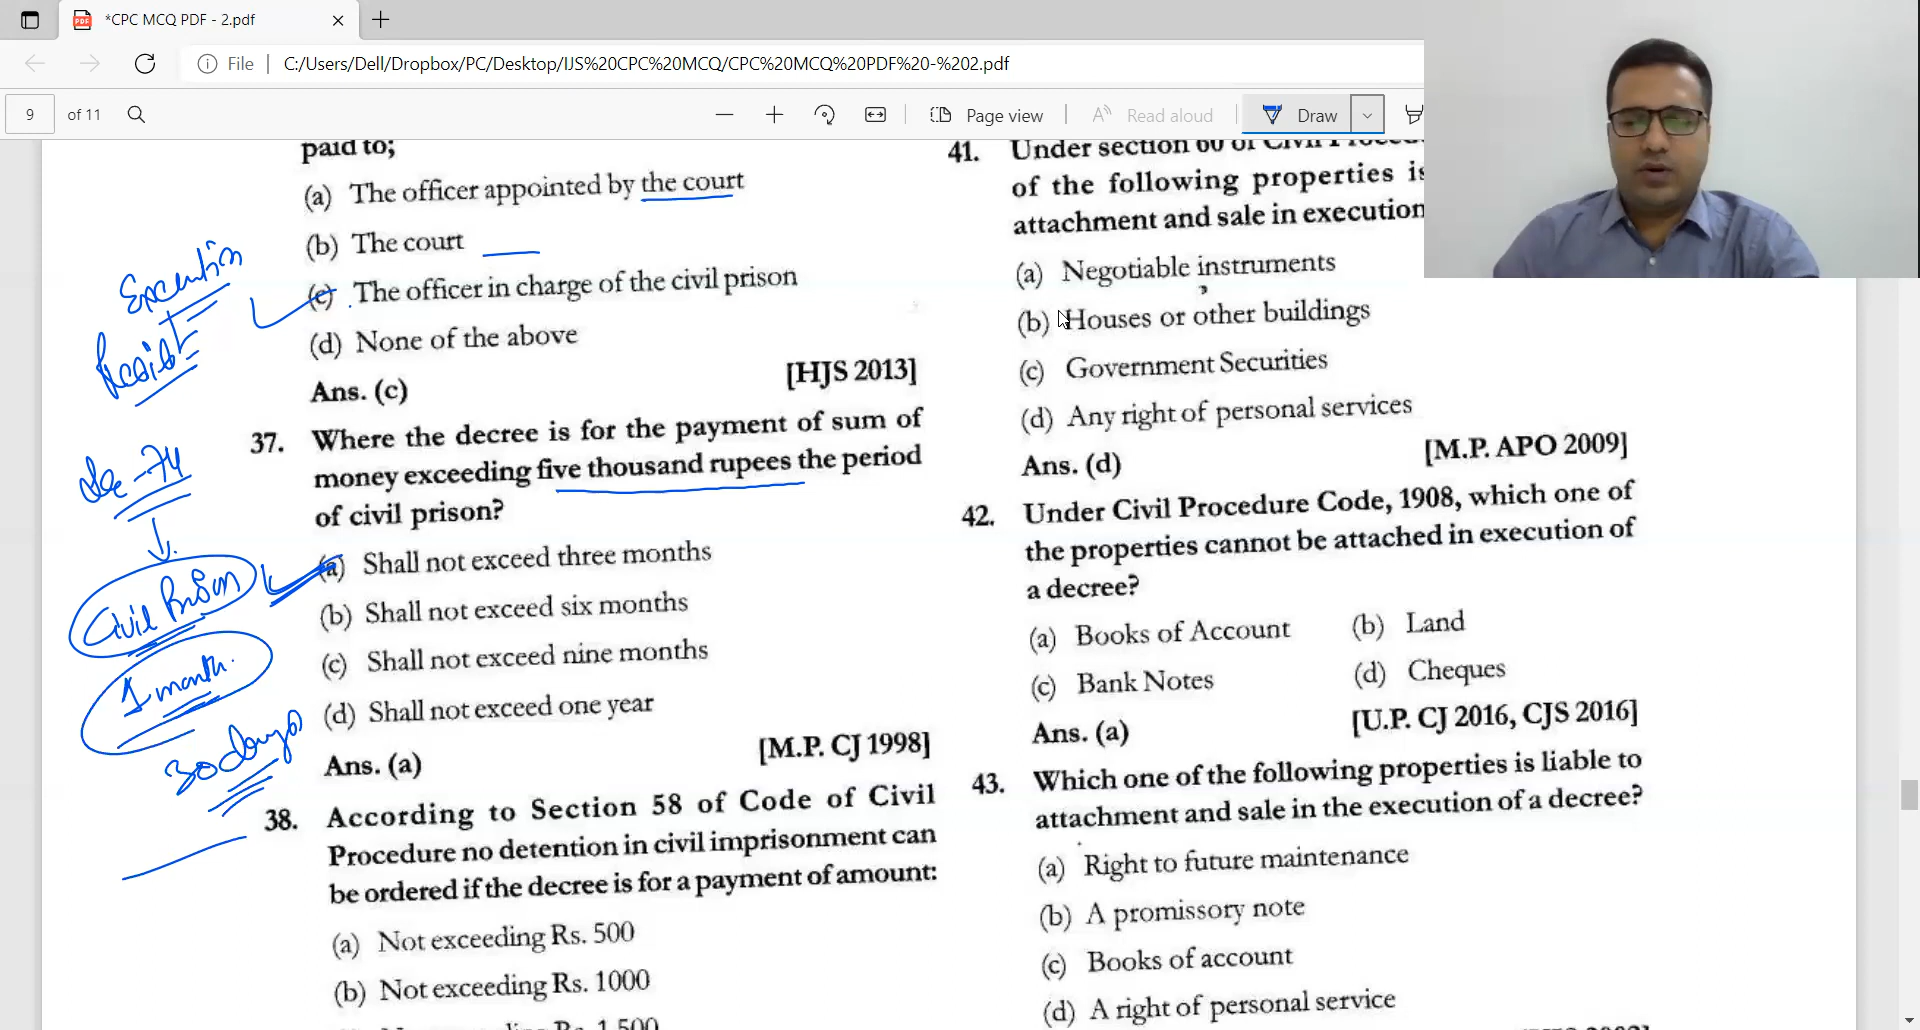 *CPC MCQ PDF - 2.pdf
File
C:/Users/Dell/Dropbox/PC/Desktop/IJS%20CPC%20MCQ/CPC%20MCQ%20PDF%20-%202.pdf
9 of 11
Page view
Read aloud
Draw
paid to;
(a) The officer appointed by the court
(b) The court
(c) The officer in charge of the civil prison
(d) None of the above
Ans. (c)
[HJS 2013]
37. Where the decree is for the payment of sum of
money exceeding five thousand rupees the period
of civil prison?
(a) Shall not exceed three months
(b) Shall not exceed six months
(c) Shall not exceed nine months
(d) Shall not exceed one year
Ans. (a)
[M.P. CJ 1998]
38. According to Section 58 of Code of Civil
Procedure no detention in civil imprisonment can
be ordered if the decree is for a payment of amount:
(a) Not exceeding Rs. 500
(b) Not exceeding Rs. 1000
Rs. 1,500
Execution
Resist
Sec - 74
Civil Prison
1 month.
30 days
41. Under section 60 of Civil
of the following properties is
attachment and sale in execution
(a) Negotiable instruments
(b) Houses or other buildings
(c) Government Securities
(d) Any right of personal services
Ans. (d)
[M.P. APO 2009]
42. Under Civil Procedure Code, 1908, which one of
the properties cannot be attached in execution of
a decree?
(a) Books of Account (b) Land
(c) Bank Notes (d) Cheques
Ans. (a)
[U.P. CJ 2016, CJS 2016]
43. Which one of the following properties is liable to
attachment and sale in the execution of a decree?
(a) Right to future maintenance
(b) A promissory note
(c) Books of account
(d) A right of personal service